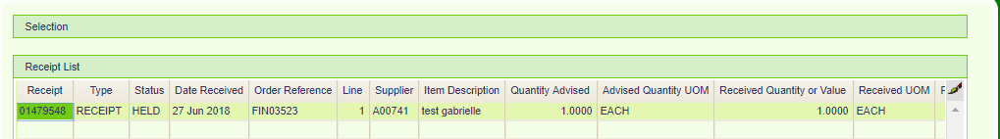 Selection
Receipt List
Receipt Type Status Date Received Order Reference Line Supplier Item Description Quantity Advised Advised Quantity UOM Received Quantity or Value Received UOM
01479548 RECEIPT HELD 27 Jun 2018 FIN03523 1 A00741 test gabrielle 1.0000 EACH 1.0000 EACH